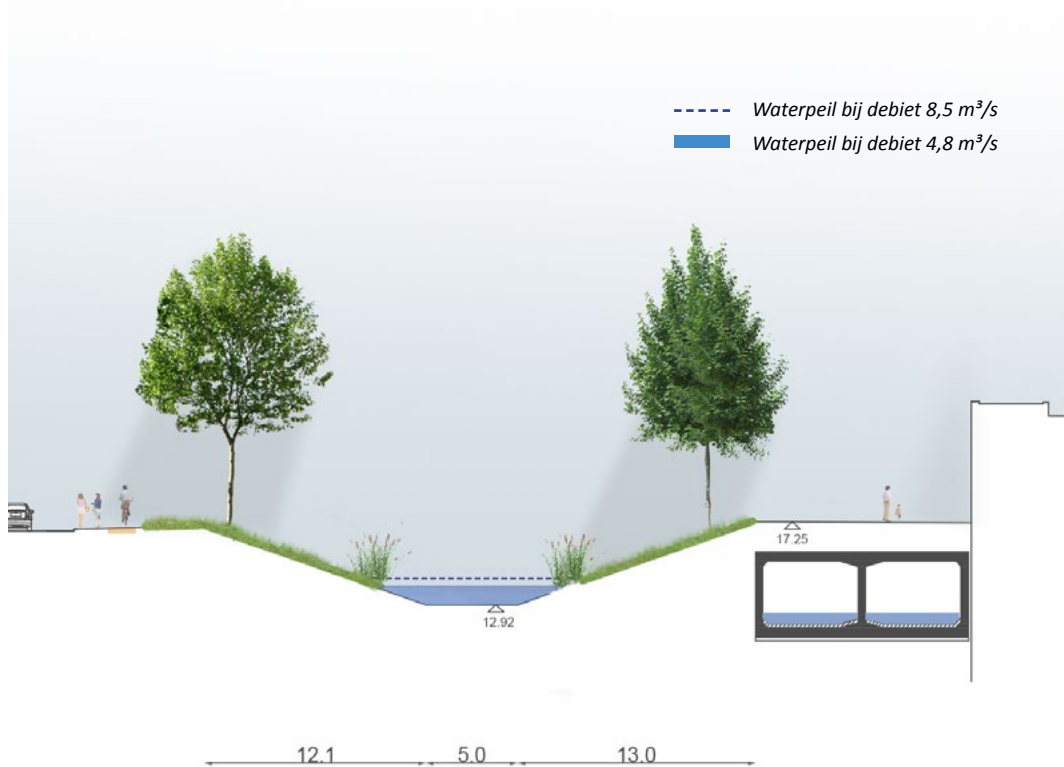 Waterpeil bij debiet 8,5 m³/s
Waterpeil bij debiet 4,8 m³/s
17.25
12.92
12.1 5.0 13.0